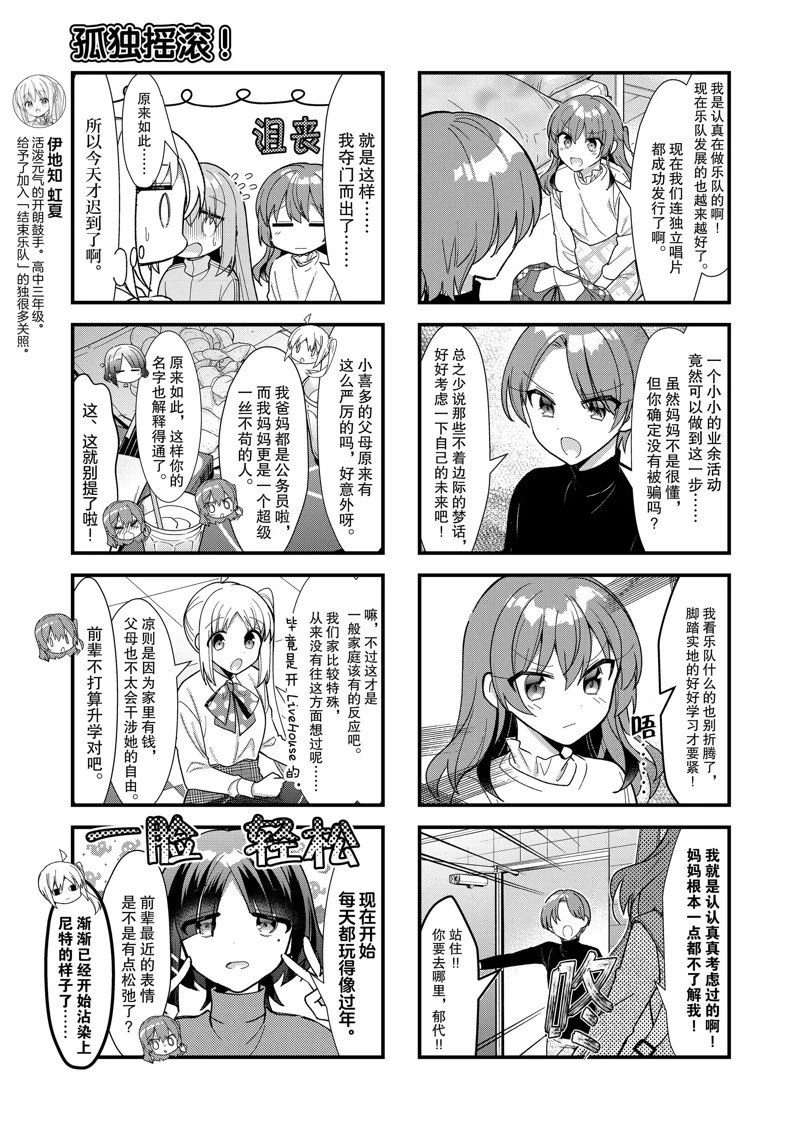 孤独摇滚！
伊地知 虹夏
活泼元气的开朗鼓手。高中三年级。
给予了加入「结束乐队」的独很多关照。
我是认真在做乐队的啊！
现在乐队发展的也越来越好了。
现在我们连独立唱片
都成功发行了啊。
一个小小的业余活动
竟然可以做到这一步……
虽然妈妈不是很懂，
但你确定没有被骗吗？
总之少说那些不着边际的梦话，
好好考虑一下自己的未来吧！
我看乐队什么的也别折腾了，
脚踏实地的好好学习才要紧！
唔
我就是认认真真考虑过的啊！
妈妈根本一点都不了解我！
咚
站住!!
你要去哪里，郁代！
就是这样……
我夺门而出了……
沮丧
原来如此……
所以今天才迟到了啊。
小喜多的父母原来有
这么严厉的吗，好意外呀。
我爸妈都是公务员啦，
而我妈妈更是一个超级
一丝不苟的人。
原来如此，这样你的
名字也解释得通了。
这、这就别提了啦！
嘛，不过这才是
一般家庭该有的反应吧。
我们家比较特殊，
从来没有往这方面想过呢……
毕竟是开LiveHouse的.
凉则是因为家里有钱，
父母也不太会干涉她的自由。
前辈不打算升学对吧。
一脸 轻松
现在开始
每天都玩得像过年。
前辈最近的表情
是不是有点松弛了？
渐渐已经开始沾染上
尼特的样子了……